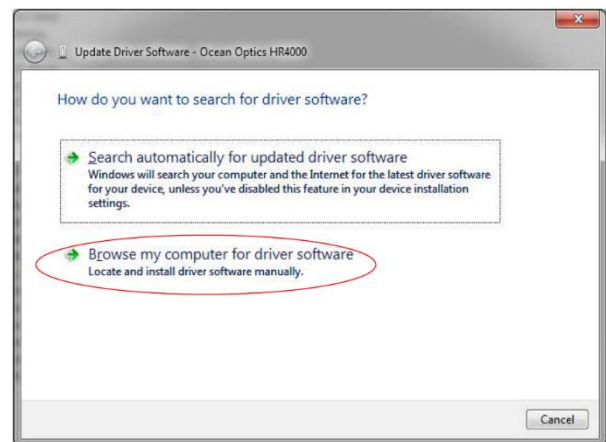 Update Driver Software - Ocean Optics HR4000
How do you want to search for driver software?
Search automatically for updated driver software
Windows will search your computer and the Internet for the latest driver software
for your device, unless you've disabled this feature in your device installation
settings.
Browse my computer for driver software
Locate and install driver software manually.
Cancel